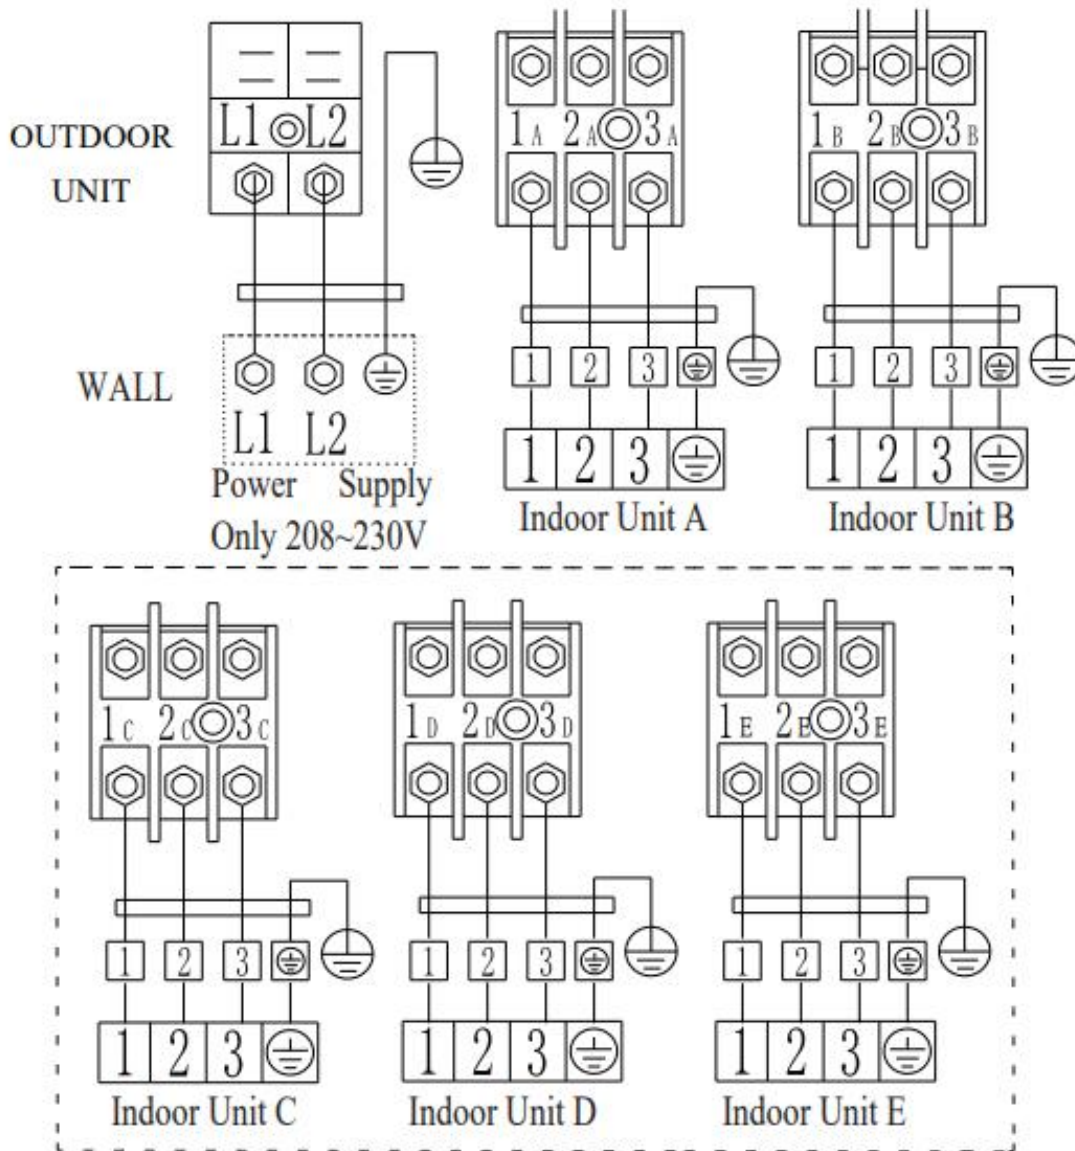 OUTDOOR
UNIT
L1 L2
1A 2A 3A
1B 2B 3B
WALL
L1 L2
Power Supply
Only 208~230V
1 2 3
1 2 3
Indoor Unit A
1 2 3
1 2 3
Indoor Unit B
1C 2C 3C
1D 2D 3D
1E 2E 3E
1 2 3
1 2 3
Indoor Unit C
1 2 3
1 2 3
Indoor Unit D
1 2 3
1 2 3
Indoor Unit E